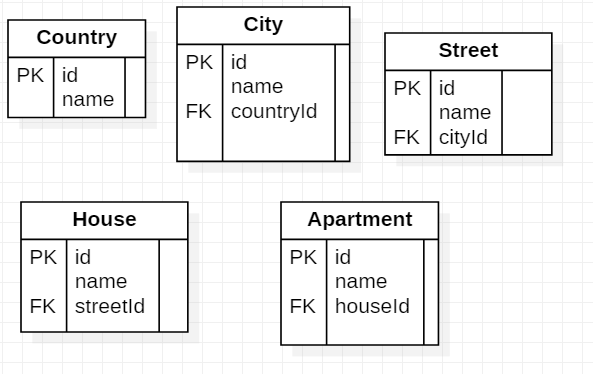 Country
PK id
name
City
PK id
name
FK countryId
Street
PK id
name
FK cityId
House
PK id
name
FK streetId
Apartment
PK id
name
FK houseId